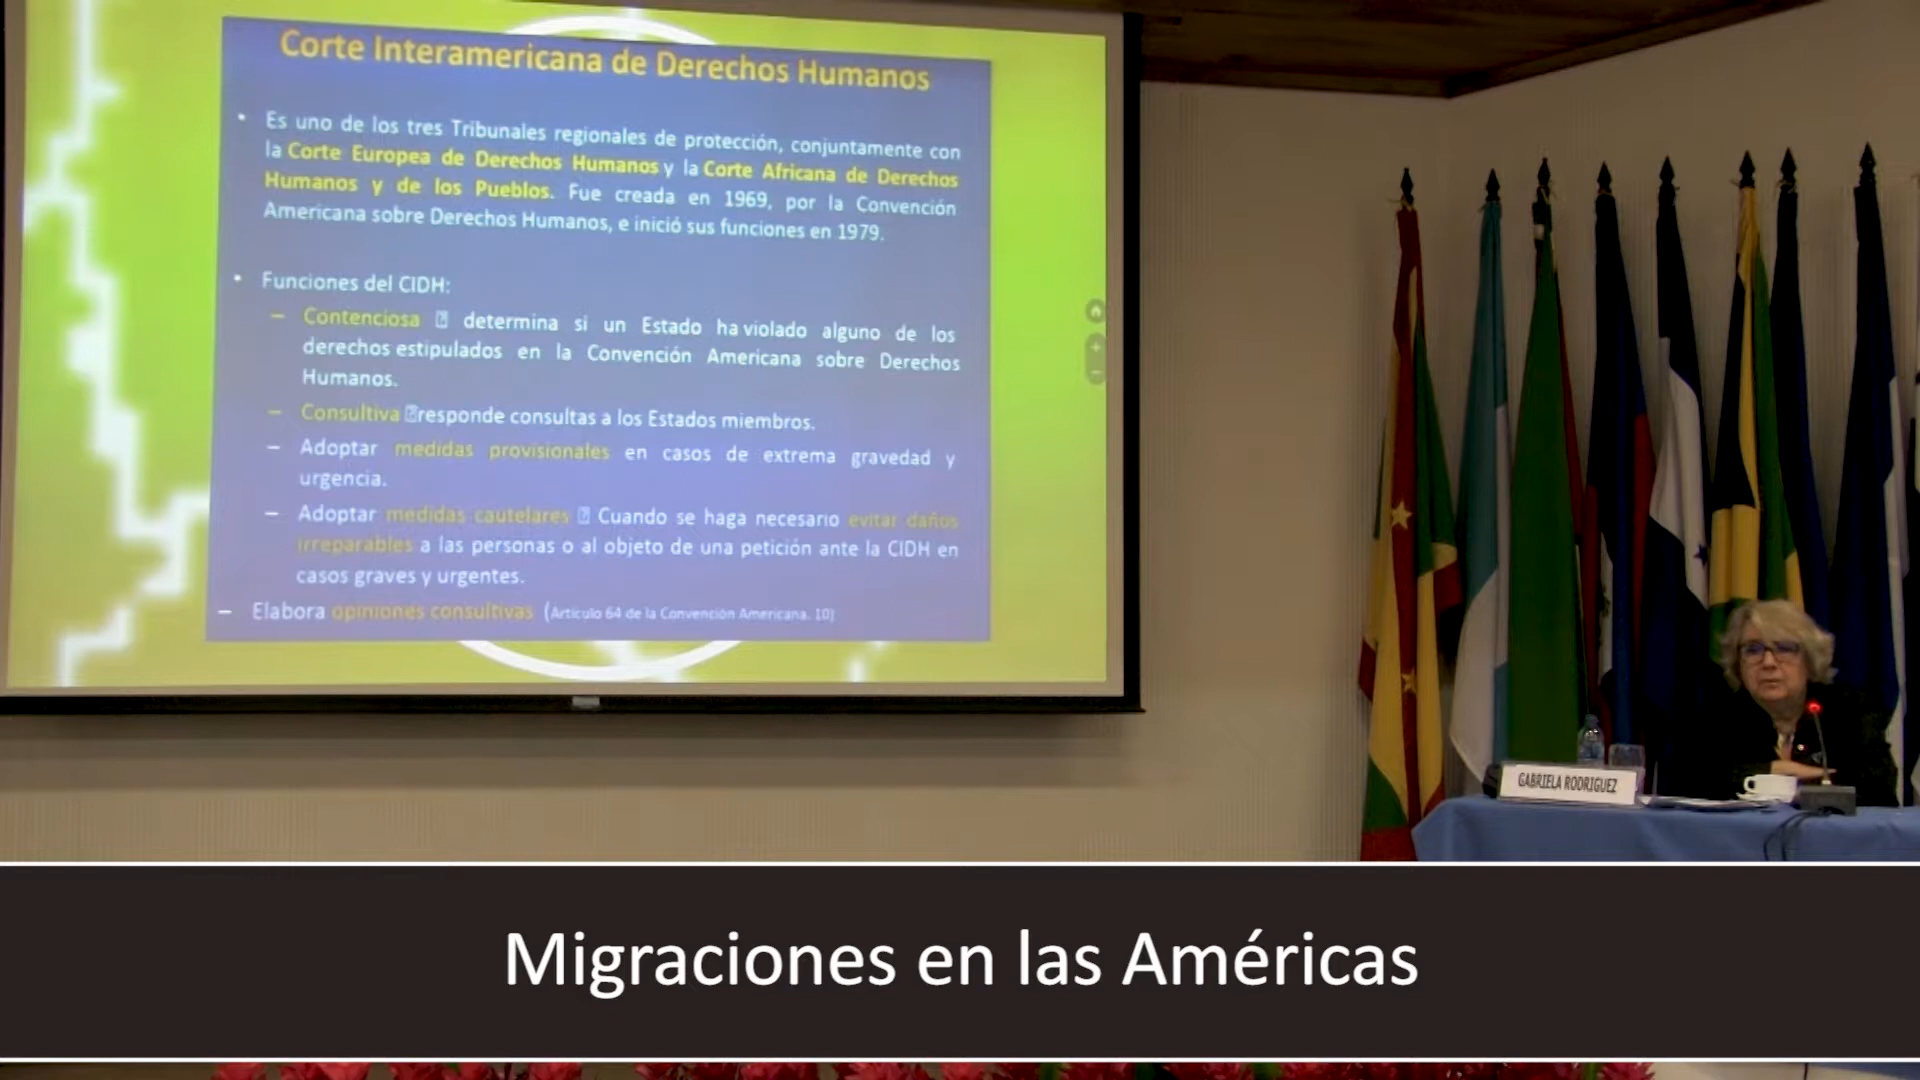 Corte Interamericana de Derechos Humanos
• Es uno de los tres Tribunales regionales de protección, conjuntamente con
la Corte Europea de Derechos Humanos y la Corte Africana de Derechos
Humanos y de los Pueblos. Fue creada en 1969, por la Convención
Americana sobre Derechos Humanos, e inició sus funciones en 1979.
• Funciones del CIDH:
– Contenciosa determina si un Estado ha violado alguno de los
derechos estipulados en la Convención Americana sobre Derechos
Humanos.
– Consultiva responde consultas a los Estados miembros.
– Adoptar medidas provisionales en casos de extrema gravedad y
urgencia.
– Adoptar medidas cautelares Cuando se haga necesario evitar daños
irreparables a las personas o al objeto de una petición ante la CIDH en
casos graves y urgentes.
– Elabora opiniones consultivas (Artículo 64 de la Convención Americana. 10)
GABRIELA RODRIGUEZ
Migraciones en las Américas